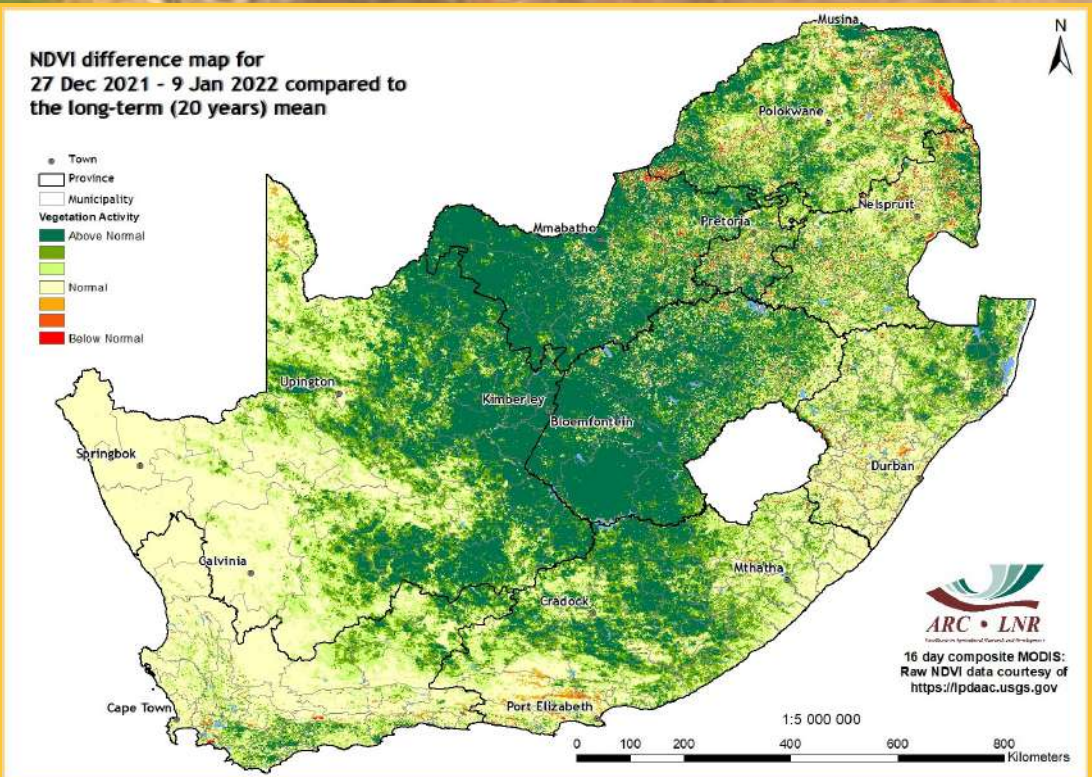 NDVI difference map for
27 Dec 2021 - 9 Jan 2022 compared to
the long-term (20 years) mean
N
Town
Province
Municipality
Vegetation Activity
Above Normal
Normal
Below Normal
Musina
Polokwane
Nelspruit
Pretoria
Mmabatho
Upington
Kimberley
Bloemfontein
Springbok
Durban
Calvinia
Mthatha
Cradock
Cape Town
Port Elizabeth
ARC • LNR
16 day composite MODIS:
Raw NDVI data courtesy of
https://lpdaac.usgs.gov
1:5 000 000
0 100 200 400 600 800
Kilometers